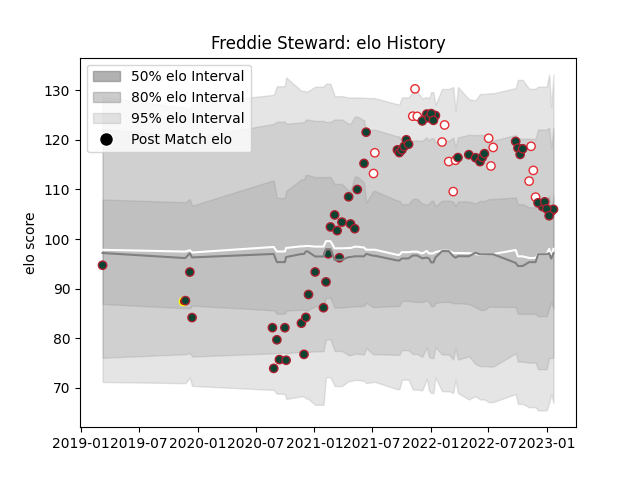 Freddie Steward: elo History
50% elo Interval
80% elo Interval
95% elo Interval
Post Match elo
elo score
130
120
110
100
90
80
70
2019-01
2019-07
2020-01
2020-07
2021-01
2021-07
2022-01
2022-07
2023-01